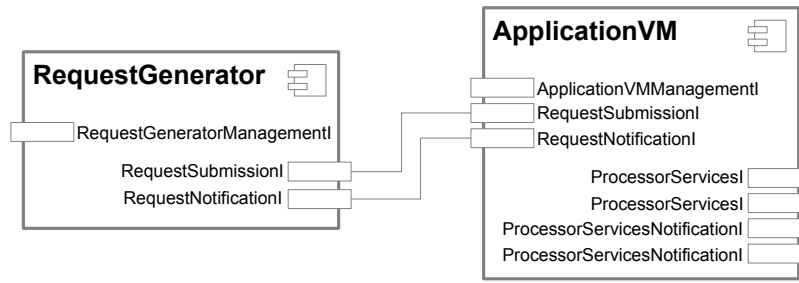 RequestGenerator
RequestGeneratorManagementI
RequestSubmissionI
RequestNotificationI
ApplicationVM
ApplicationVMManagementI
RequestSubmissionI
RequestNotificationI
ProcessorServicesI
ProcessorServicesI
ProcessorServicesNotificationI
ProcessorServicesNotificationI